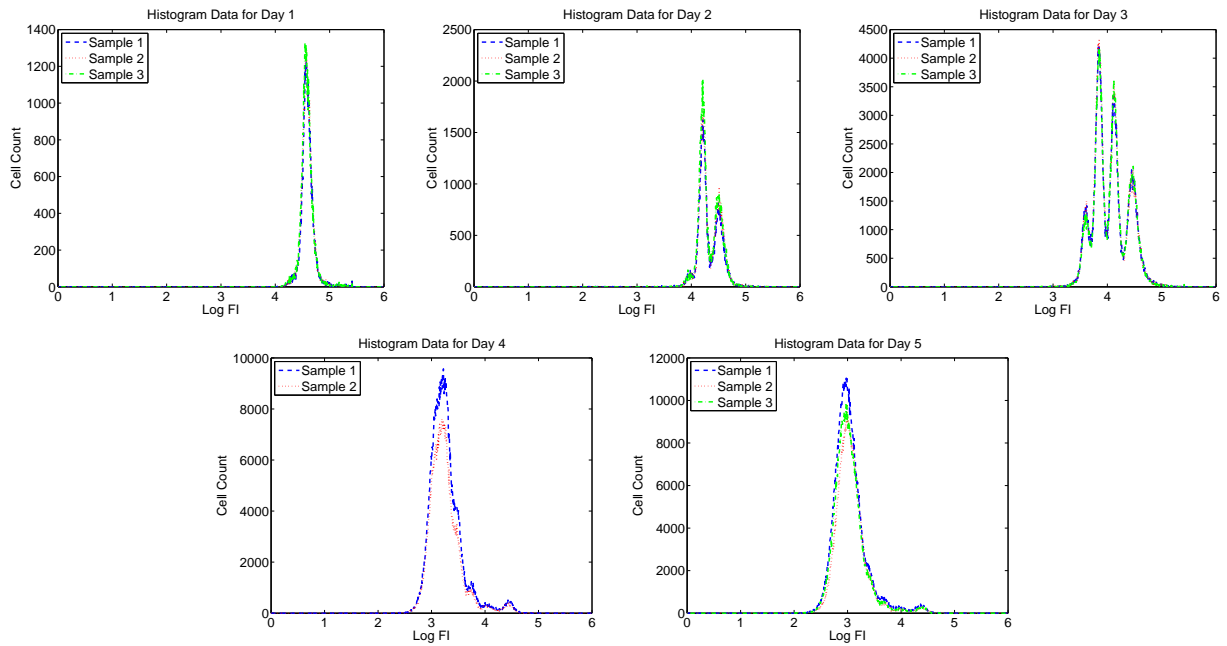 Histogram Data for Day 1
1400
1200
1000
800
600
400
200
0
Cell Count
Sample 1
Sample 2
Sample 3
0 1 2 3 4 5 6
Log FI
Histogram Data for Day 2
2500
2000
1500
1000
500
0
Cell Count
Sample 1
Sample 2
Sample 3
0 1 2 3 4 5 6
Log FI
Histogram Data for Day 3
4500
4000
3500
3000
2500
2000
1500
1000
500
0
Cell Count
Sample 1
Sample 2
Sample 3
0 1 2 3 4 5 6
Log FI
Histogram Data for Day 4
10000
8000
6000
4000
2000
0
Cell Count
Sample 1
Sample 2
0 1 2 3 4 5 6
Log FI
Histogram Data for Day 5
12000
10000
8000
6000
4000
2000
0
Cell Count
Sample 1
Sample 2
Sample 3
0 1 2 3 4 5 6
Log FI